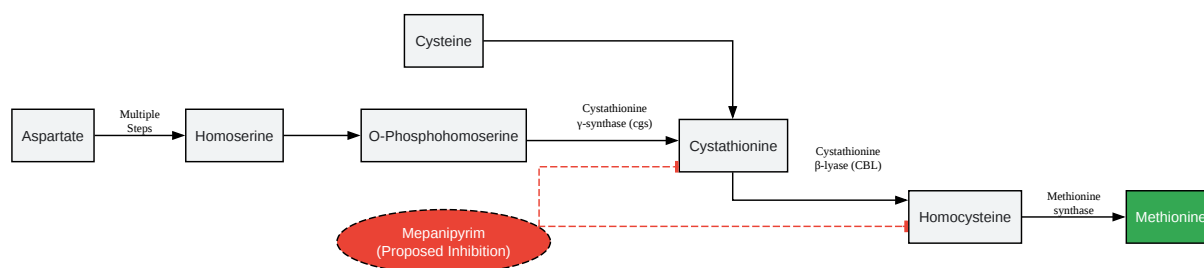 Cysteine
Aspartate
Multiple
Steps
Homoserine
O-Phosphohomoserine
Cystathionine
γ-synthase (cgs)
Cystathionine
Cystathionine
β-lyase (CBL)
Mepanipyrim
(Proposed Inhibition)
Homocysteine
Methionine
synthase
Methionine